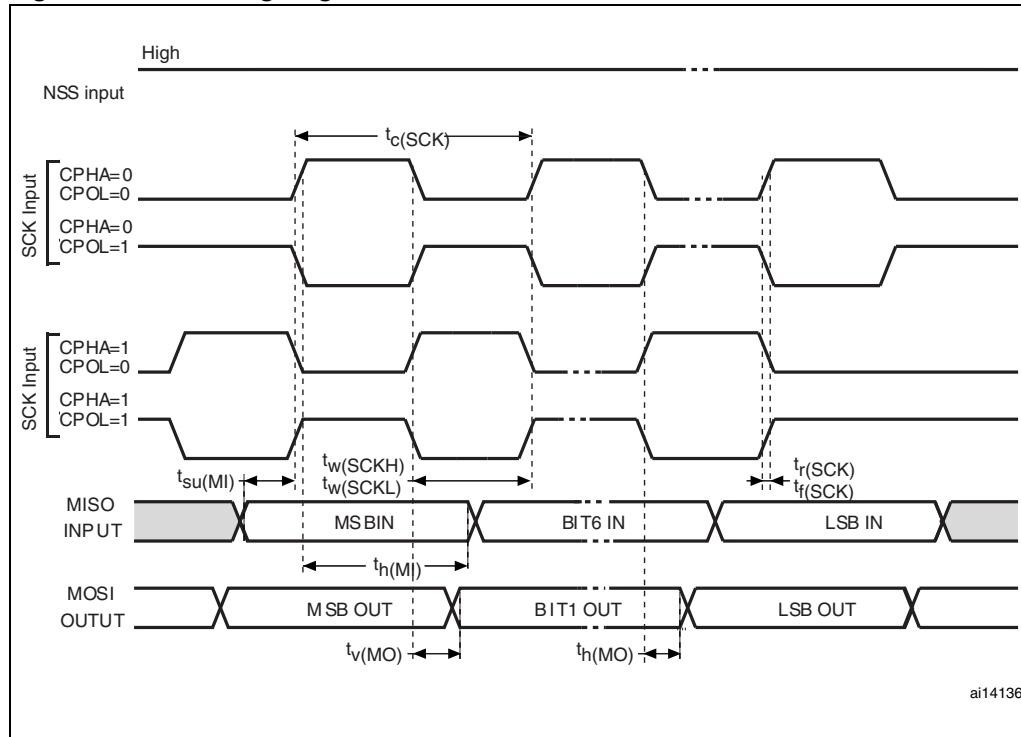 High
NSS input
tc(SCK)
SCK Input
CPHA=0
CPOL=0
CPHA=0
CPOL=1
SCK Input
CPHA=1
CPOL=0
CPHA=1
CPOL=1
tsu(MI)
tw(SCKH)
tw(SCKL)
tr(SCK)
tf(SCK)
MISO
INPUT
MSBIN
BIT6 IN
LSB IN
th(MI)
MOSI
OUTUT
MSB OUT
BIT1 OUT
LSB OUT
tv(MO)
th(MO)
ai14136